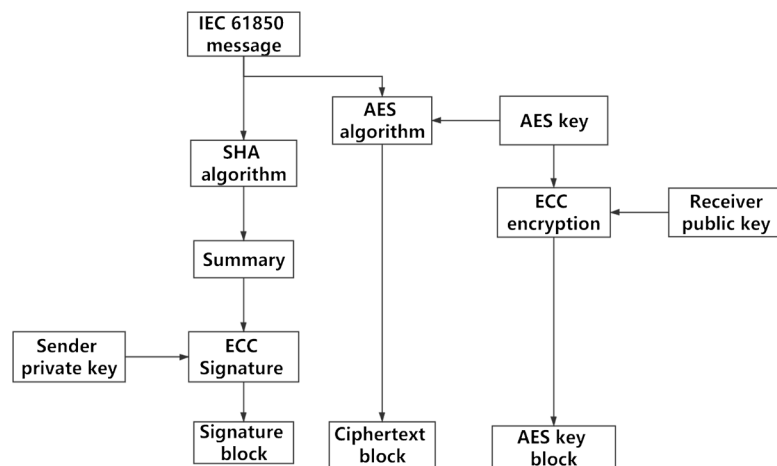 IEC 61850
message
AES
algorithm
AES key
SHA
algorithm
ECC
encryption
Receiver
public key
Summary
Sender
private key
ECC
Signature
Signature
block
Ciphertext
block
AES key
block